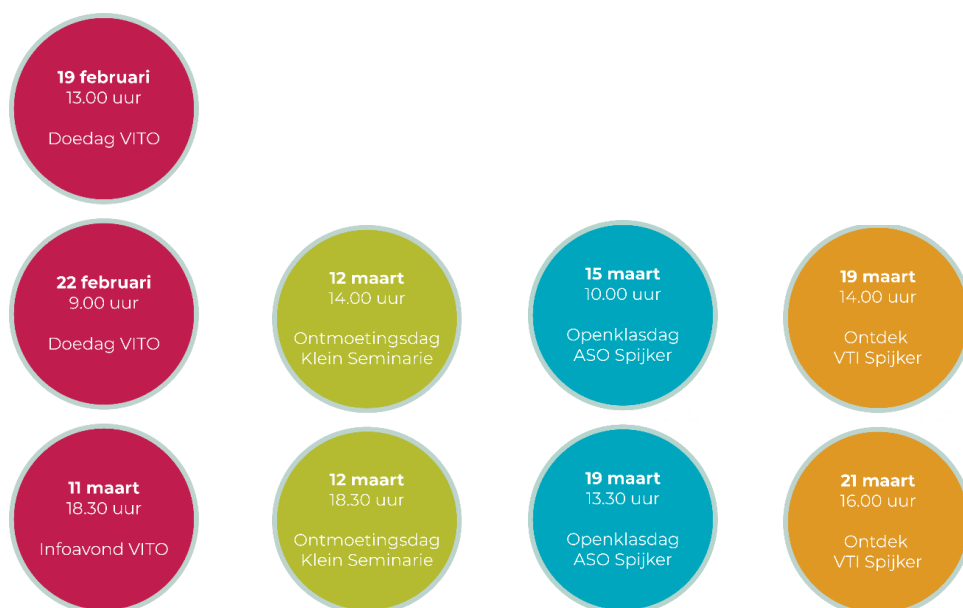 19 februari
13.00 uur
Doedag VITO
22 februari
9.00 uur
Doedag VITO
12 maart
14.00 uur
Ontmoetingsdag
Klein Seminarie
15 maart
10.00 uur
Openklasdag
ASO Spijker
19 maart
14.00 uur
Ontdek
VTI Spijker
11 maart
18.30 uur
Infoavond VITO
12 maart
18.30 uur
Ontmoetingsdag
Klein Seminarie
19 maart
13.30 uur
Openklasdag
ASO Spijker
21 maart
16.00 uur
Ontdek
VTI Spijker